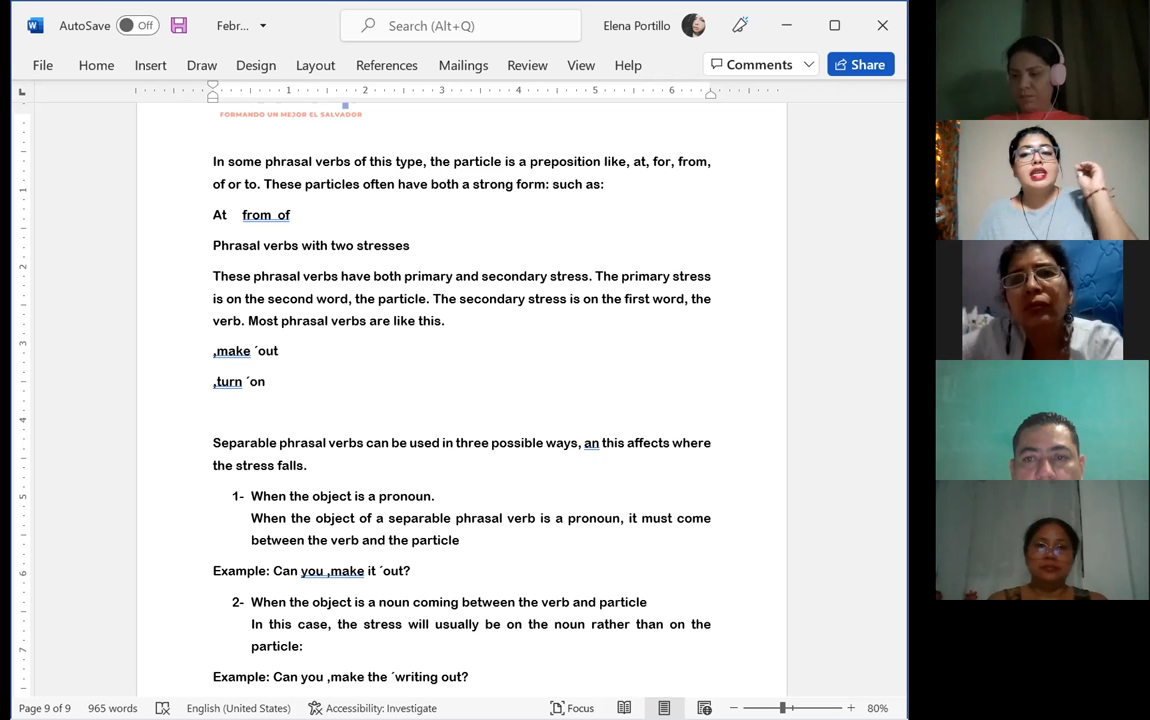 AutoSave Off Febr... Search (Alt+Q) Elena Portillo
File Home Insert Draw Design Layout References Mailings Review View Help Comments Share
1 2 3 4 5 6
FORMANDO UN MEJOR EL SALVADOR
In some phrasal verbs of this type, the particle is a preposition like, at, for, from,
of or to. These particles often have both a strong form: such as:
At from of
Phrasal verbs with two stresses
These phrasal verbs have both primary and secondary stress. The primary stress
is on the second word, the particle. The secondary stress is on the first word, the
verb. Most phrasal verbs are like this.
,make ´out
,turn ´on
Separable phrasal verbs can be used in three possible ways, an this affects where
the stress falls.
1- When the object is a pronoun.
When the object of a separable phrasal verb is a pronoun, it must come
between the verb and the particle
Example: Can you ,make it ´out?
2- When the object is a noun coming between the verb and particle
In this case, the stress will usually be on the noun rather than on the
particle:
Example: Can you ,make the ´writing out?
Page 9 of 9 965 words English (United States) Accessibility: Investigate Focus 80%